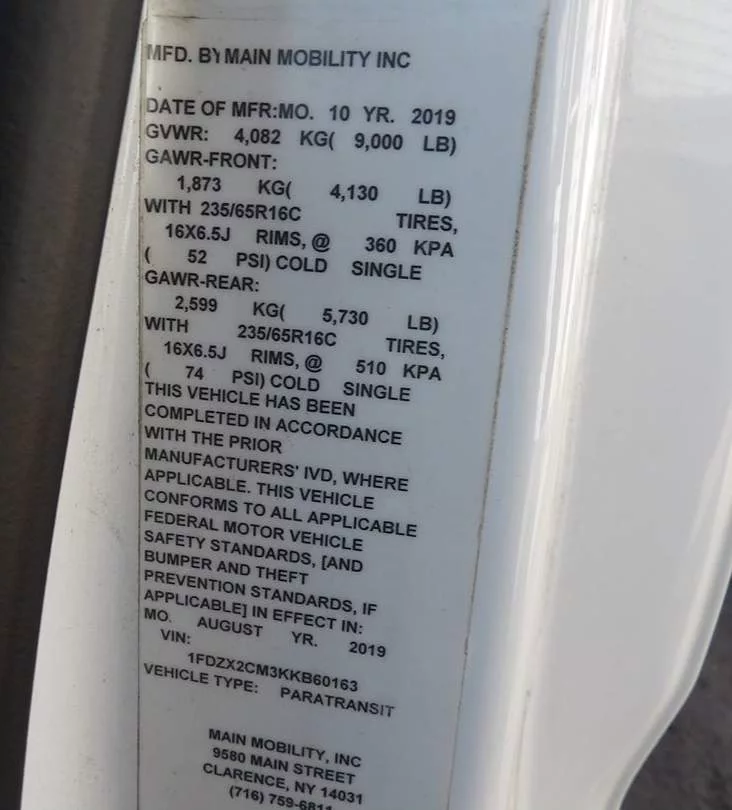 MFD. BY MAIN MOBILITY INC
DATE OF MFR:MO. 10 YR. 2019
GVWR: 4,082 KG( 9,000 LB)
GAWR-FRONT:
1,873 KG( 4,130 LB)
WITH 235/65R16C TIRES,
16X6.5J RIMS, @ 360 KPA
( 52 PSI) COLD SINGLE
GAWR-REAR:
2,599 KG( 5,730 LB)
WITH 235/65R16C TIRES,
16X6.5J RIMS, @ 510 KPA
( 74 PSI) COLD SINGLE
THIS VEHICLE HAS BEEN
COMPLETED IN ACCORDANCE
WITH THE PRIOR
MANUFACTURERS' IVD, WHERE
APPLICABLE. THIS VEHICLE
CONFORMS TO ALL APPLICABLE
FEDERAL MOTOR VEHICLE
SAFETY STANDARDS, [AND
BUMPER AND THEFT
PREVENTION STANDARDS, IF
APPLICABLE] IN EFFECT IN:
MO. AUGUST YR. 2019
VIN:
1FDZX2CM3KKB60163
VEHICLE TYPE: PARATRANSIT
MAIN MOBILITY, INC
9580 MAIN STREET
CLARENCE, NY 14031
(716) 759-6811